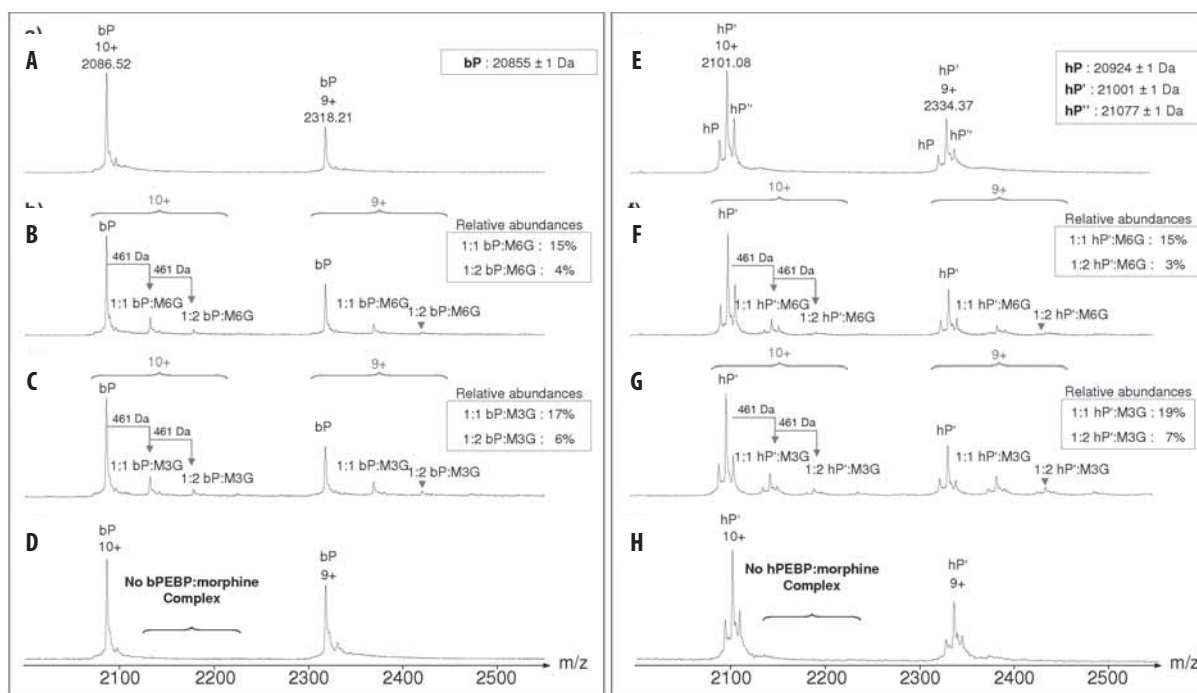 A
bP
10+
2086.52
bP
9+
2318.21
bP : 20855 ± 1 Da
B
10+
9+
bP
461 Da
461 Da
1:1 bP:M6G
1:2 bP:M6G
bP
1:1 bP:M6G
1:2 bP:M6G
Relative abundances
1:1 bP:M6G : 15%
1:2 bP:M6G : 4%
C
10+
9+
bP
461 Da
461 Da
1:1 bP:M3G
1:2 bP:M3G
bP
1:1 bP:M3G
1:2 bP:M3G
Relative abundances
1:1 bP:M3G : 17%
1:2 bP:M3G : 6%
D
bP
10+
No bPEBP:morphine
Complex
bP
9+
2100 2200 2300 2400 2500 m/z
E
hP'
10+
2101.08
hP
hP''
hP'
9+
2334.37
hP
hP''
hP : 20924 ± 1 Da
hP' : 21001 ± 1 Da
hP'' : 21077 ± 1 Da
F
10+
9+
hP'
461 Da
461 Da
1:1 hP':M6G
1:2 hP':M6G
hP'
1:1 hP':M6G
1:2 hP':M6G
Relative abundances
1:1 hP':M6G : 15%
1:2 hP':M6G : 3%
G
10+
9+
hP'
461 Da
461 Da
1:1 hP':M3G
1:2 hP':M3G
hP'
1:1 hP':M3G
1:2 hP':M3G
Relative abundances
1:1 hP':M3G : 19%
1:2 hP':M3G : 7%
H
hP'
10+
No hPEBP:morphine
Complex
hP'
9+
2100 2200 2300 2400 2500 m/z